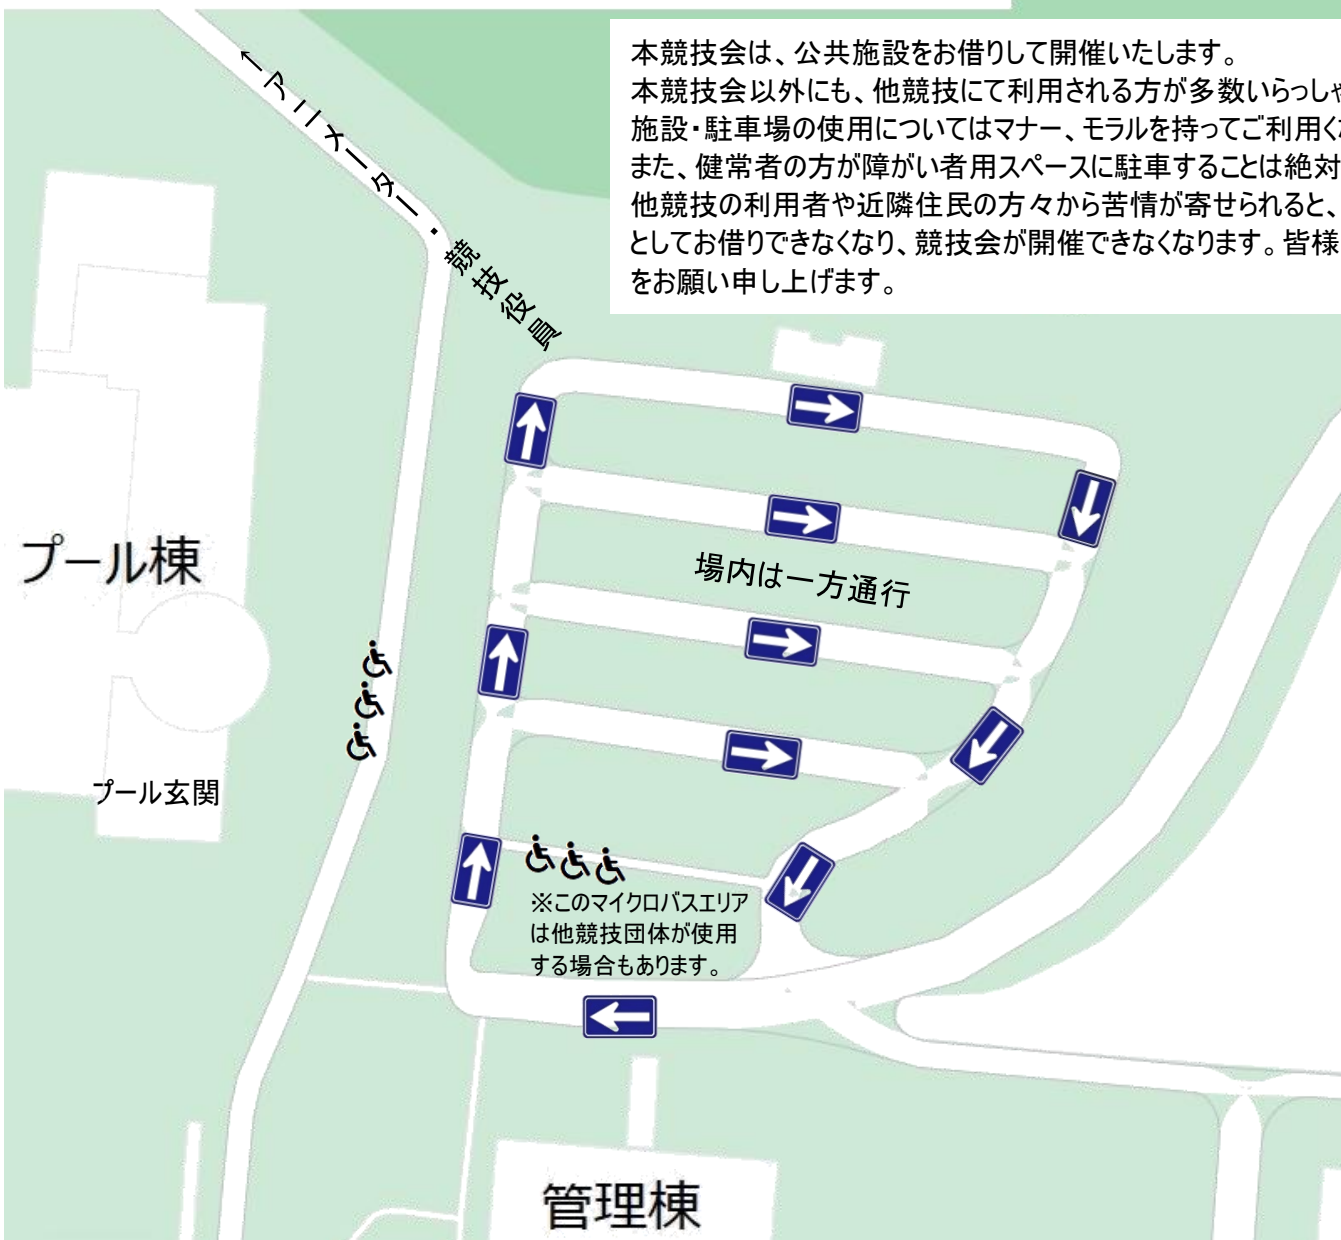 本競技会は、公共施設をお借りして開催いたします。
本競技会以外にも、他競技にて利用される方が多数いらっし
施設・駐車場の使用についてはマナー、モラルを持ってご利用く
また、健常者の方が障がい者用スペースに駐車することは絶対
他競技の利用者や近隣住民の方々から苦情が寄せられると、
としてお借りできなくなり、競技会が開催できなくなります。皆様
をお願い申し上げます。
←アニメーター・競技役員
プール棟
場内は一方通行
プール玄関
※このマイクロバスエリア
は他競技団体が使用
する場合もあります。
管理棟